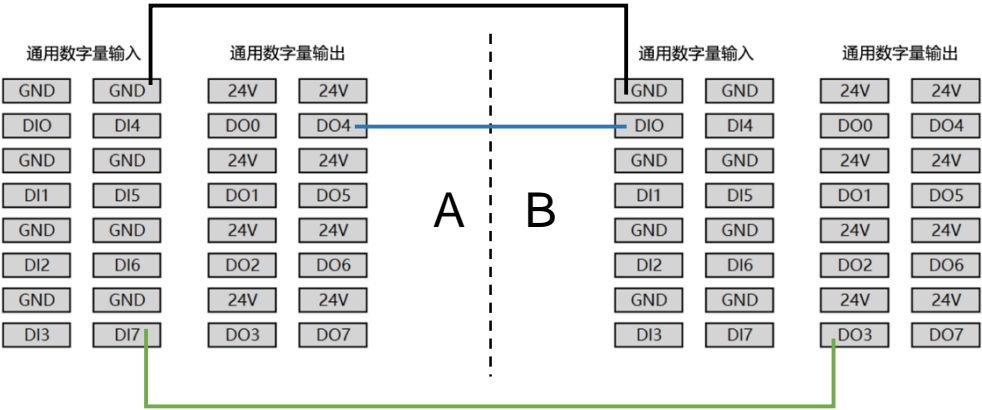 通用数字量输入 通用数字量输出 通用数字量输入 通用数字量输出
GND GND 24V 24V GND GND 24V 24V
DIO DI4 DO0 DO4 DIO DI4 DO0 DO4
GND GND 24V 24V GND GND 24V 24V
DI1 DI5 DO1 DO5 DI1 DI5 DO1 DO5
A B
GND GND 24V 24V GND GND 24V 24V
DI2 DI6 DO2 DO6 DI2 DI6 DO2 DO6
GND GND 24V 24V GND GND 24V 24V
DI3 DI7 DO3 DO7 DI3 DI7 DO3 DO7